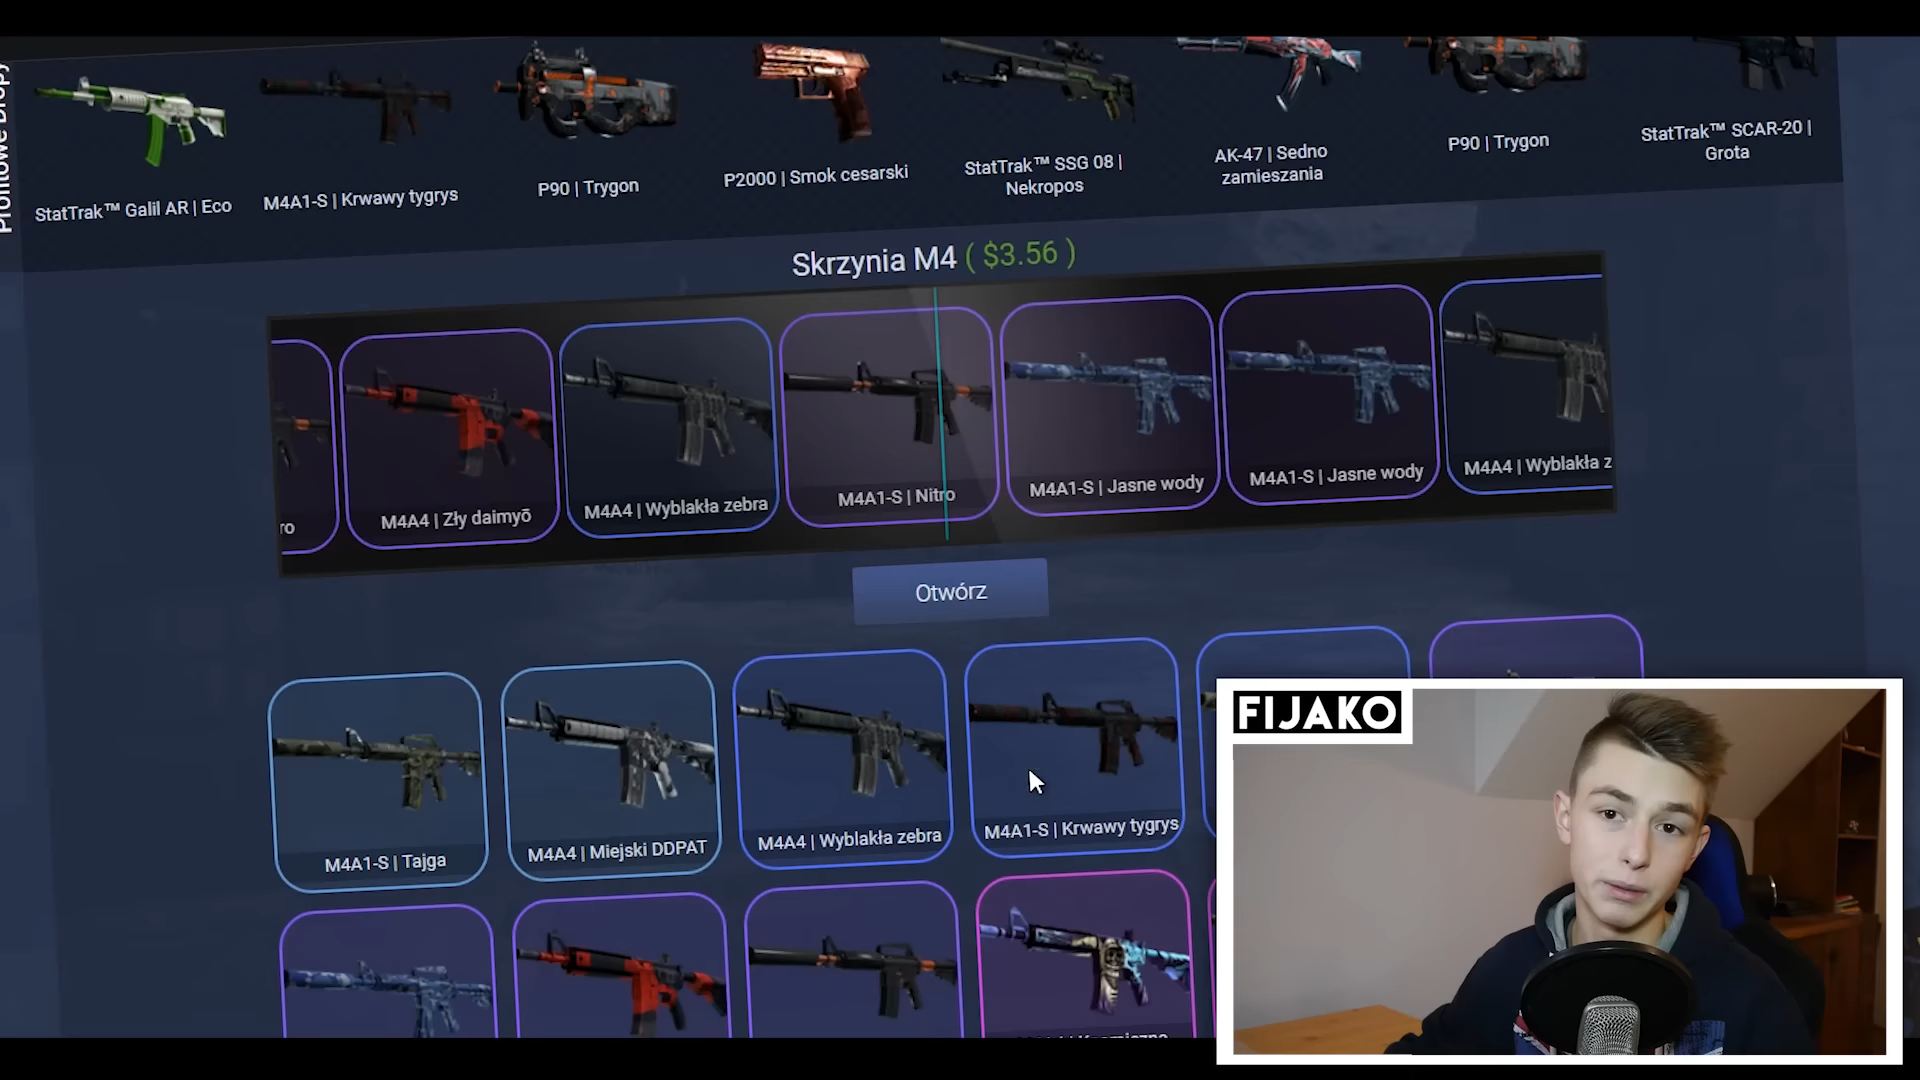 Profitowe Dropy
StatTrak™ Galil AR | Eco
M4A1-S | Krwawy tygrys
P90 | Trygon
P2000 | Smok cesarski
StatTrak™ SSG 08 |
Nekropos
AK-47 | Sedno
zamieszania
P90 | Trygon
StatTrak™ SCAR-20 |
Grota
Skrzynia M4 ( $3.56 )
ro
M4A4 | Zły daimyō
M4A4 | Wyblakła zebra
M4A1-S | Nitro
M4A1-S | Jasne wody
M4A1-S | Jasne wody
M4A4 | Wyblakła z
Otwórz
M4A1-S | Tajga
M4A4 | Miejski DDPAT
M4A4 | Wyblakła zebra
M4A1-S | Krwawy tygrys
FIJAKO